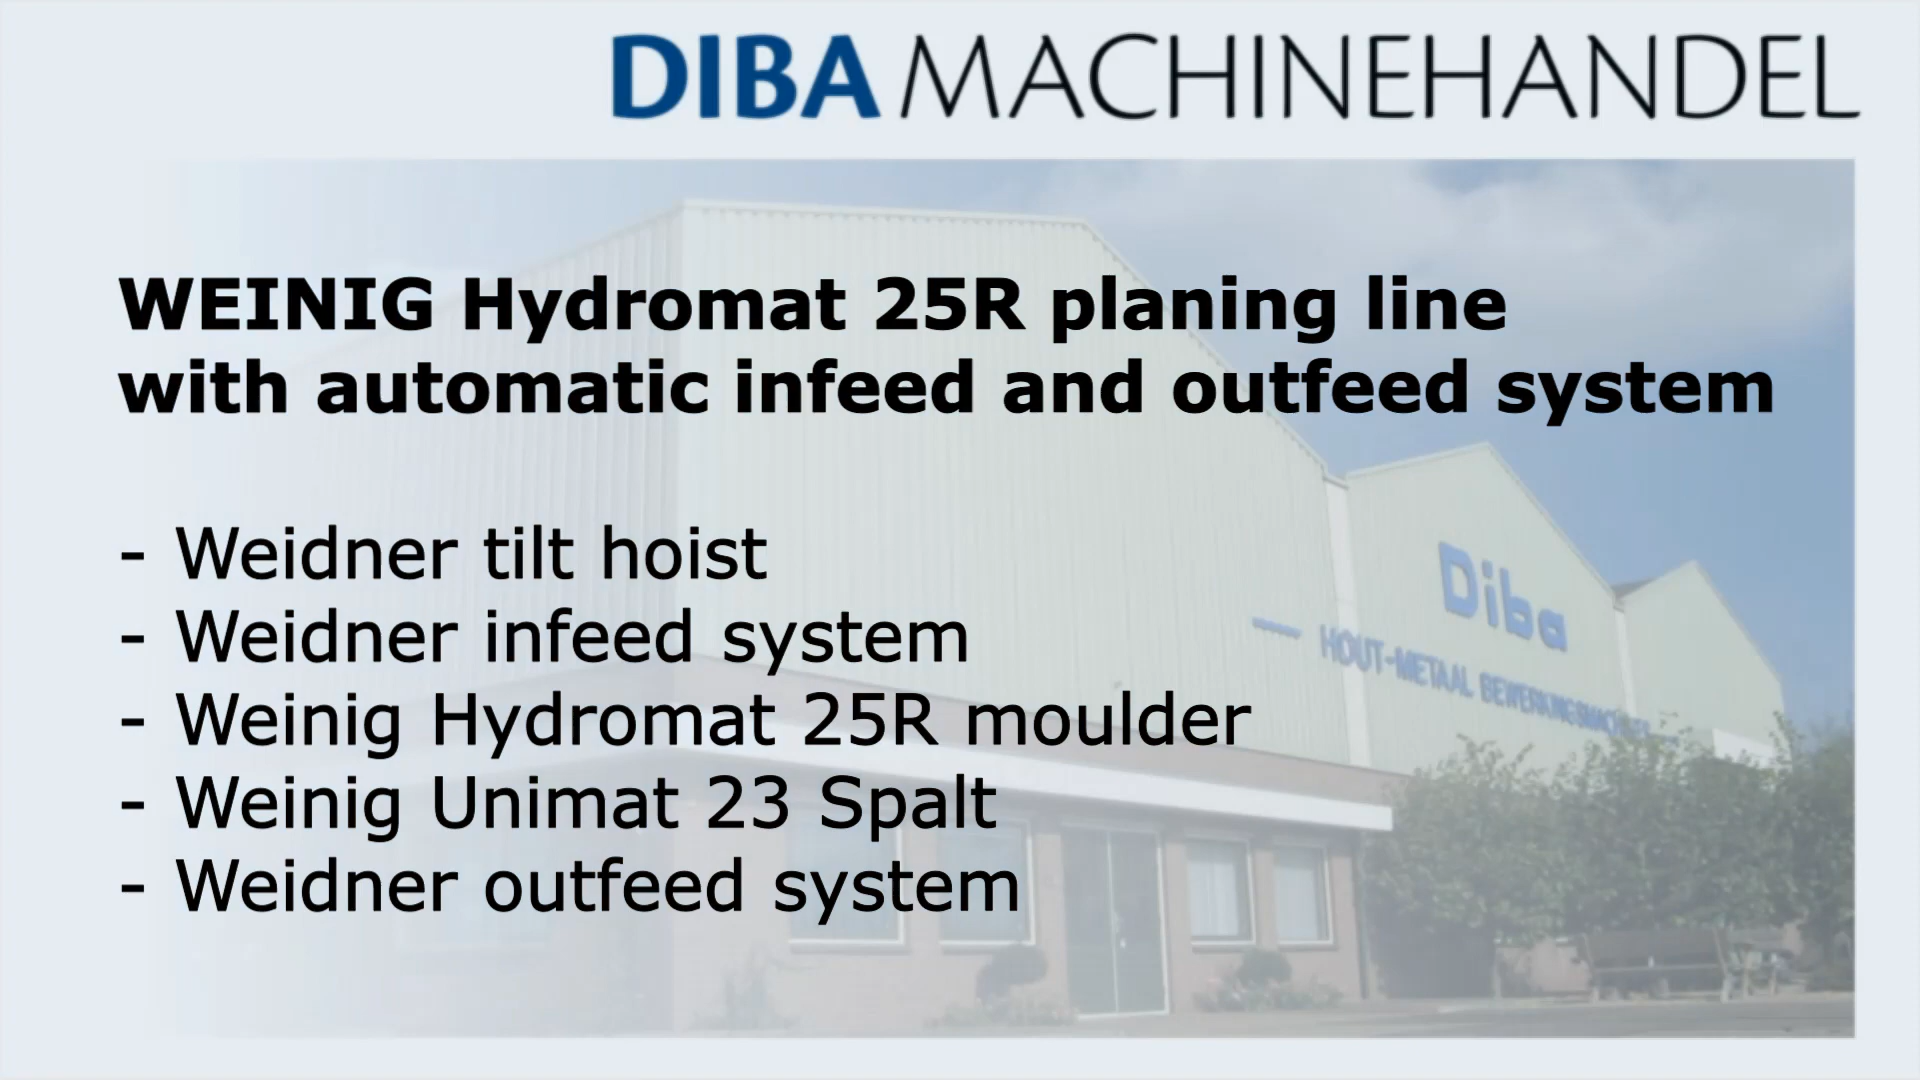 DIBA MACHINEHANDEL
WEINIG Hydromat 25R planing line
with automatic infeed and outfeed system
- Weidner tilt hoist
- Weidner infeed system
- Weinig Hydromat 25R moulder
- Weinig Unimat 23 Spalt
- Weidner outfeed system
Diba
HOUT-METAAL